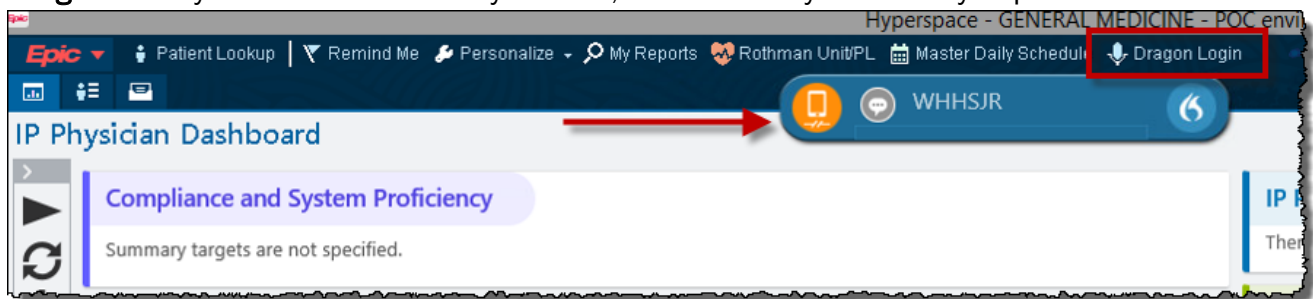 Epic
Hyperspace - GENERAL MEDICINE - POC
Epic Patient Lookup Remind Me Personalize My Reports Rothman Unit/PL Master Daily Schedule Dragon Login
WHHSJR
IP Physician Dashboard
Compliance and System Proficiency
IP
Summary targets are not specified.